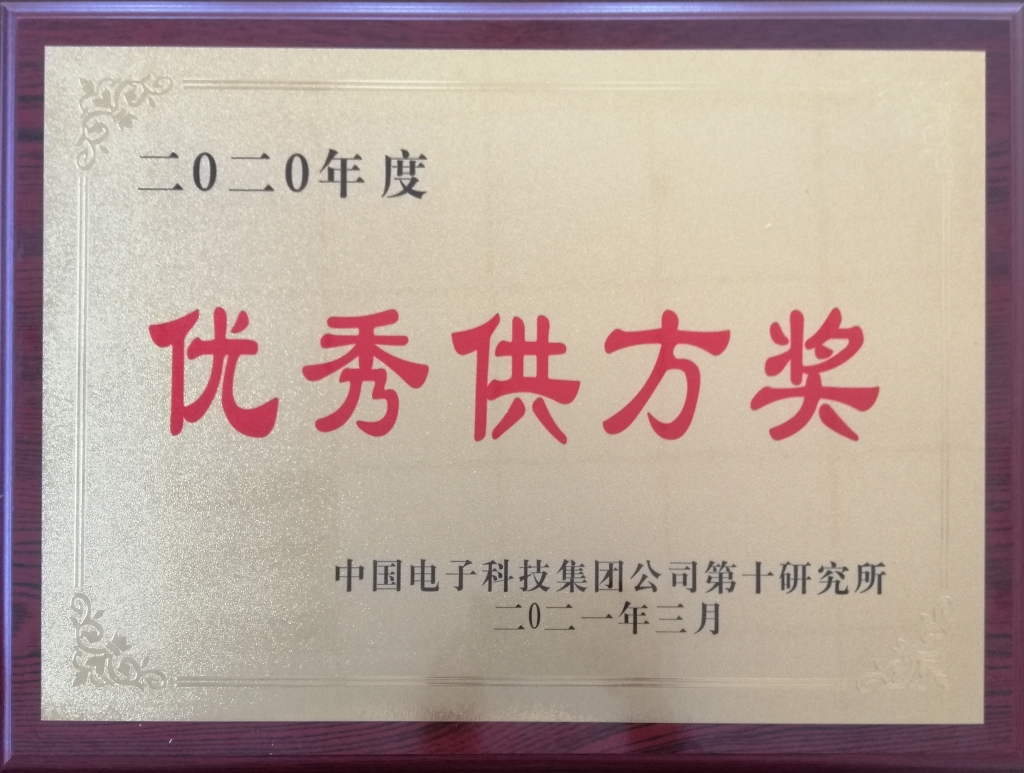 二0二0年度
优秀供方奖
中国电子科技集团公司第十研究所
二0二一年三月